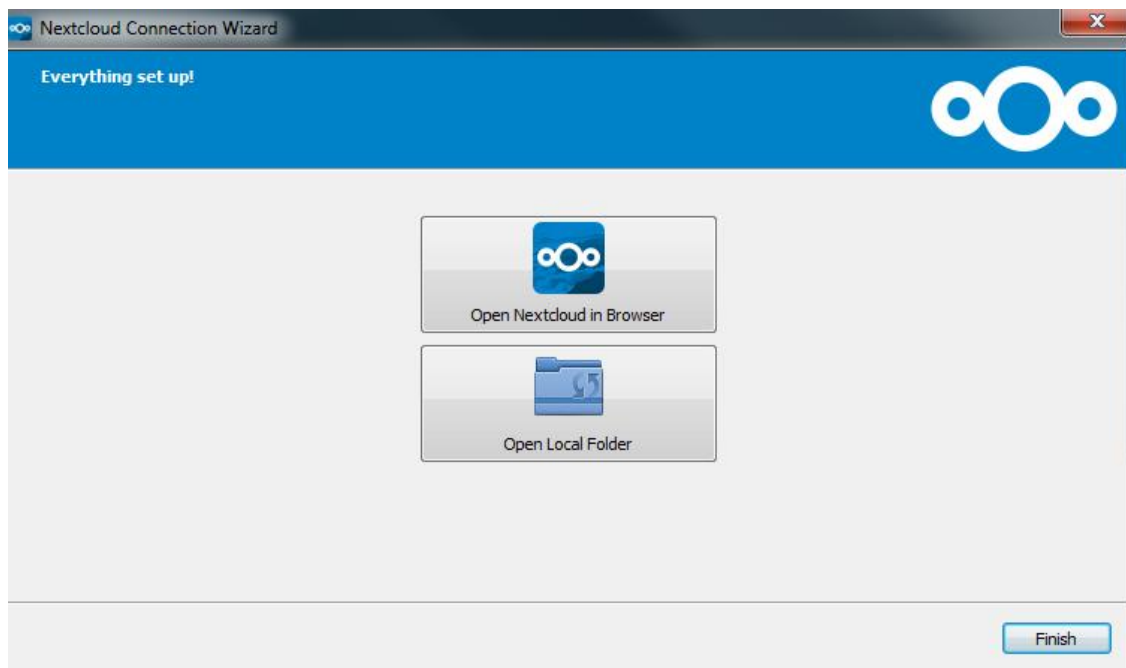 Nextcloud Connection Wizard
Everything set up!
Open Nextcloud in Browser
Open Local Folder
Finish